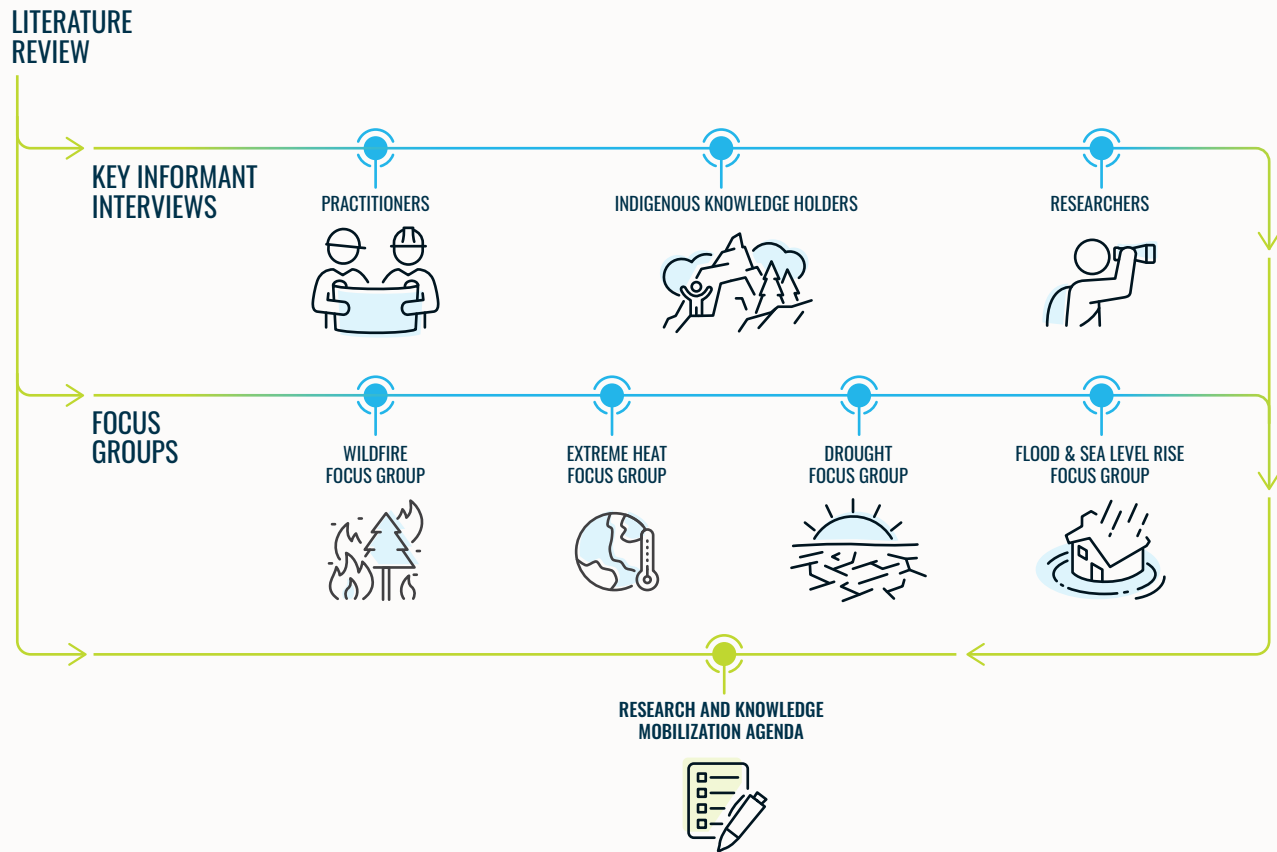 LITERATURE
REVIEW
KEY INFORMANT
INTERVIEWS
PRACTITIONERS
INDIGENOUS KNOWLEDGE HOLDERS
RESEARCHERS
FOCUS
GROUPS
WILDFIRE
FOCUS GROUP
EXTREME HEAT
FOCUS GROUP
DROUGHT
FOCUS GROUP
FLOOD & SEA LEVEL RISE
FOCUS GROUP
RESEARCH AND KNOWLEDGE
MOBILIZATION AGENDA